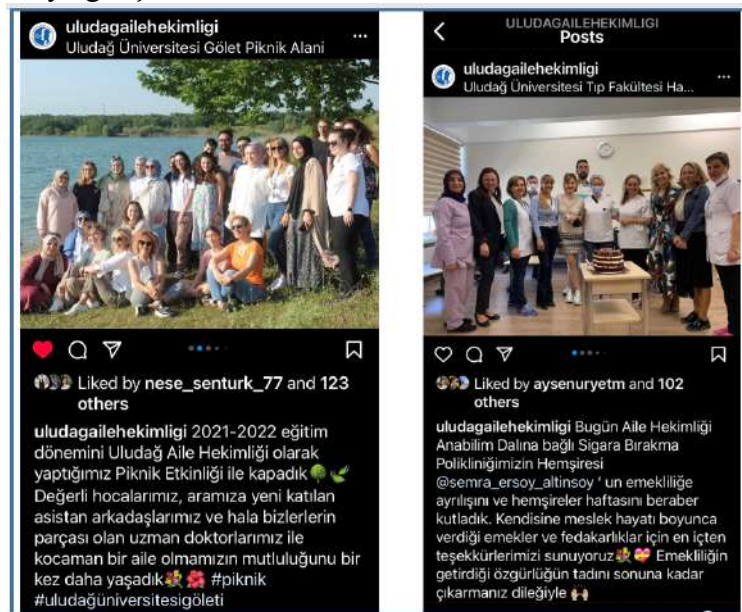 uludagailehekimligi
Uludağ Üniversitesi Gölet Piknik Alani
Liked by nese_senturk_77 and 123
others
uludagailehekimligi 2021-2022 eğitim
dönemini Uludağ Aile Hekimliği olarak
yaptığımız Piknik Etkinliği ile kapadık🌳🌿
Değerli hocalarımız, aramıza yeni katılan
asistan arkadaşlarımız ve hala bizlerin
parçası olan uzman doktorlarımız ile
kocaman bir aile olmamızın mutluluğunu bir
kez daha yaşadık💐🌺 #piknik
#uludağüniversitesigöleti
ULUDAGAILEHEKIMLIGI
Posts
uludagailehekimligi
Uludağ Üniversitesi Tıp Fakültesi Ha...
Liked by aysenuryetm and 102
others
uludagailehekimligi Bugün Aile Hekimliği
Anabilim Dalına bağlı Sigara Bırakma
Polikliniğimizin Hemşiresi
@semra_ersoy_altinsoy ' un emekliliğe
ayrılışını ve hemşireler haftasını beraber
kutladık. Kendisine meslek hayatı boyunca
verdiği emekler ve fedakarlıklar için en içten
teşekkürlerimizi sunuyoruz💐💝 Emekliliğin
getirdiği özgürlüğün tadını sonuna kadar
çıkarmanız dileğiyle 🙌🏻